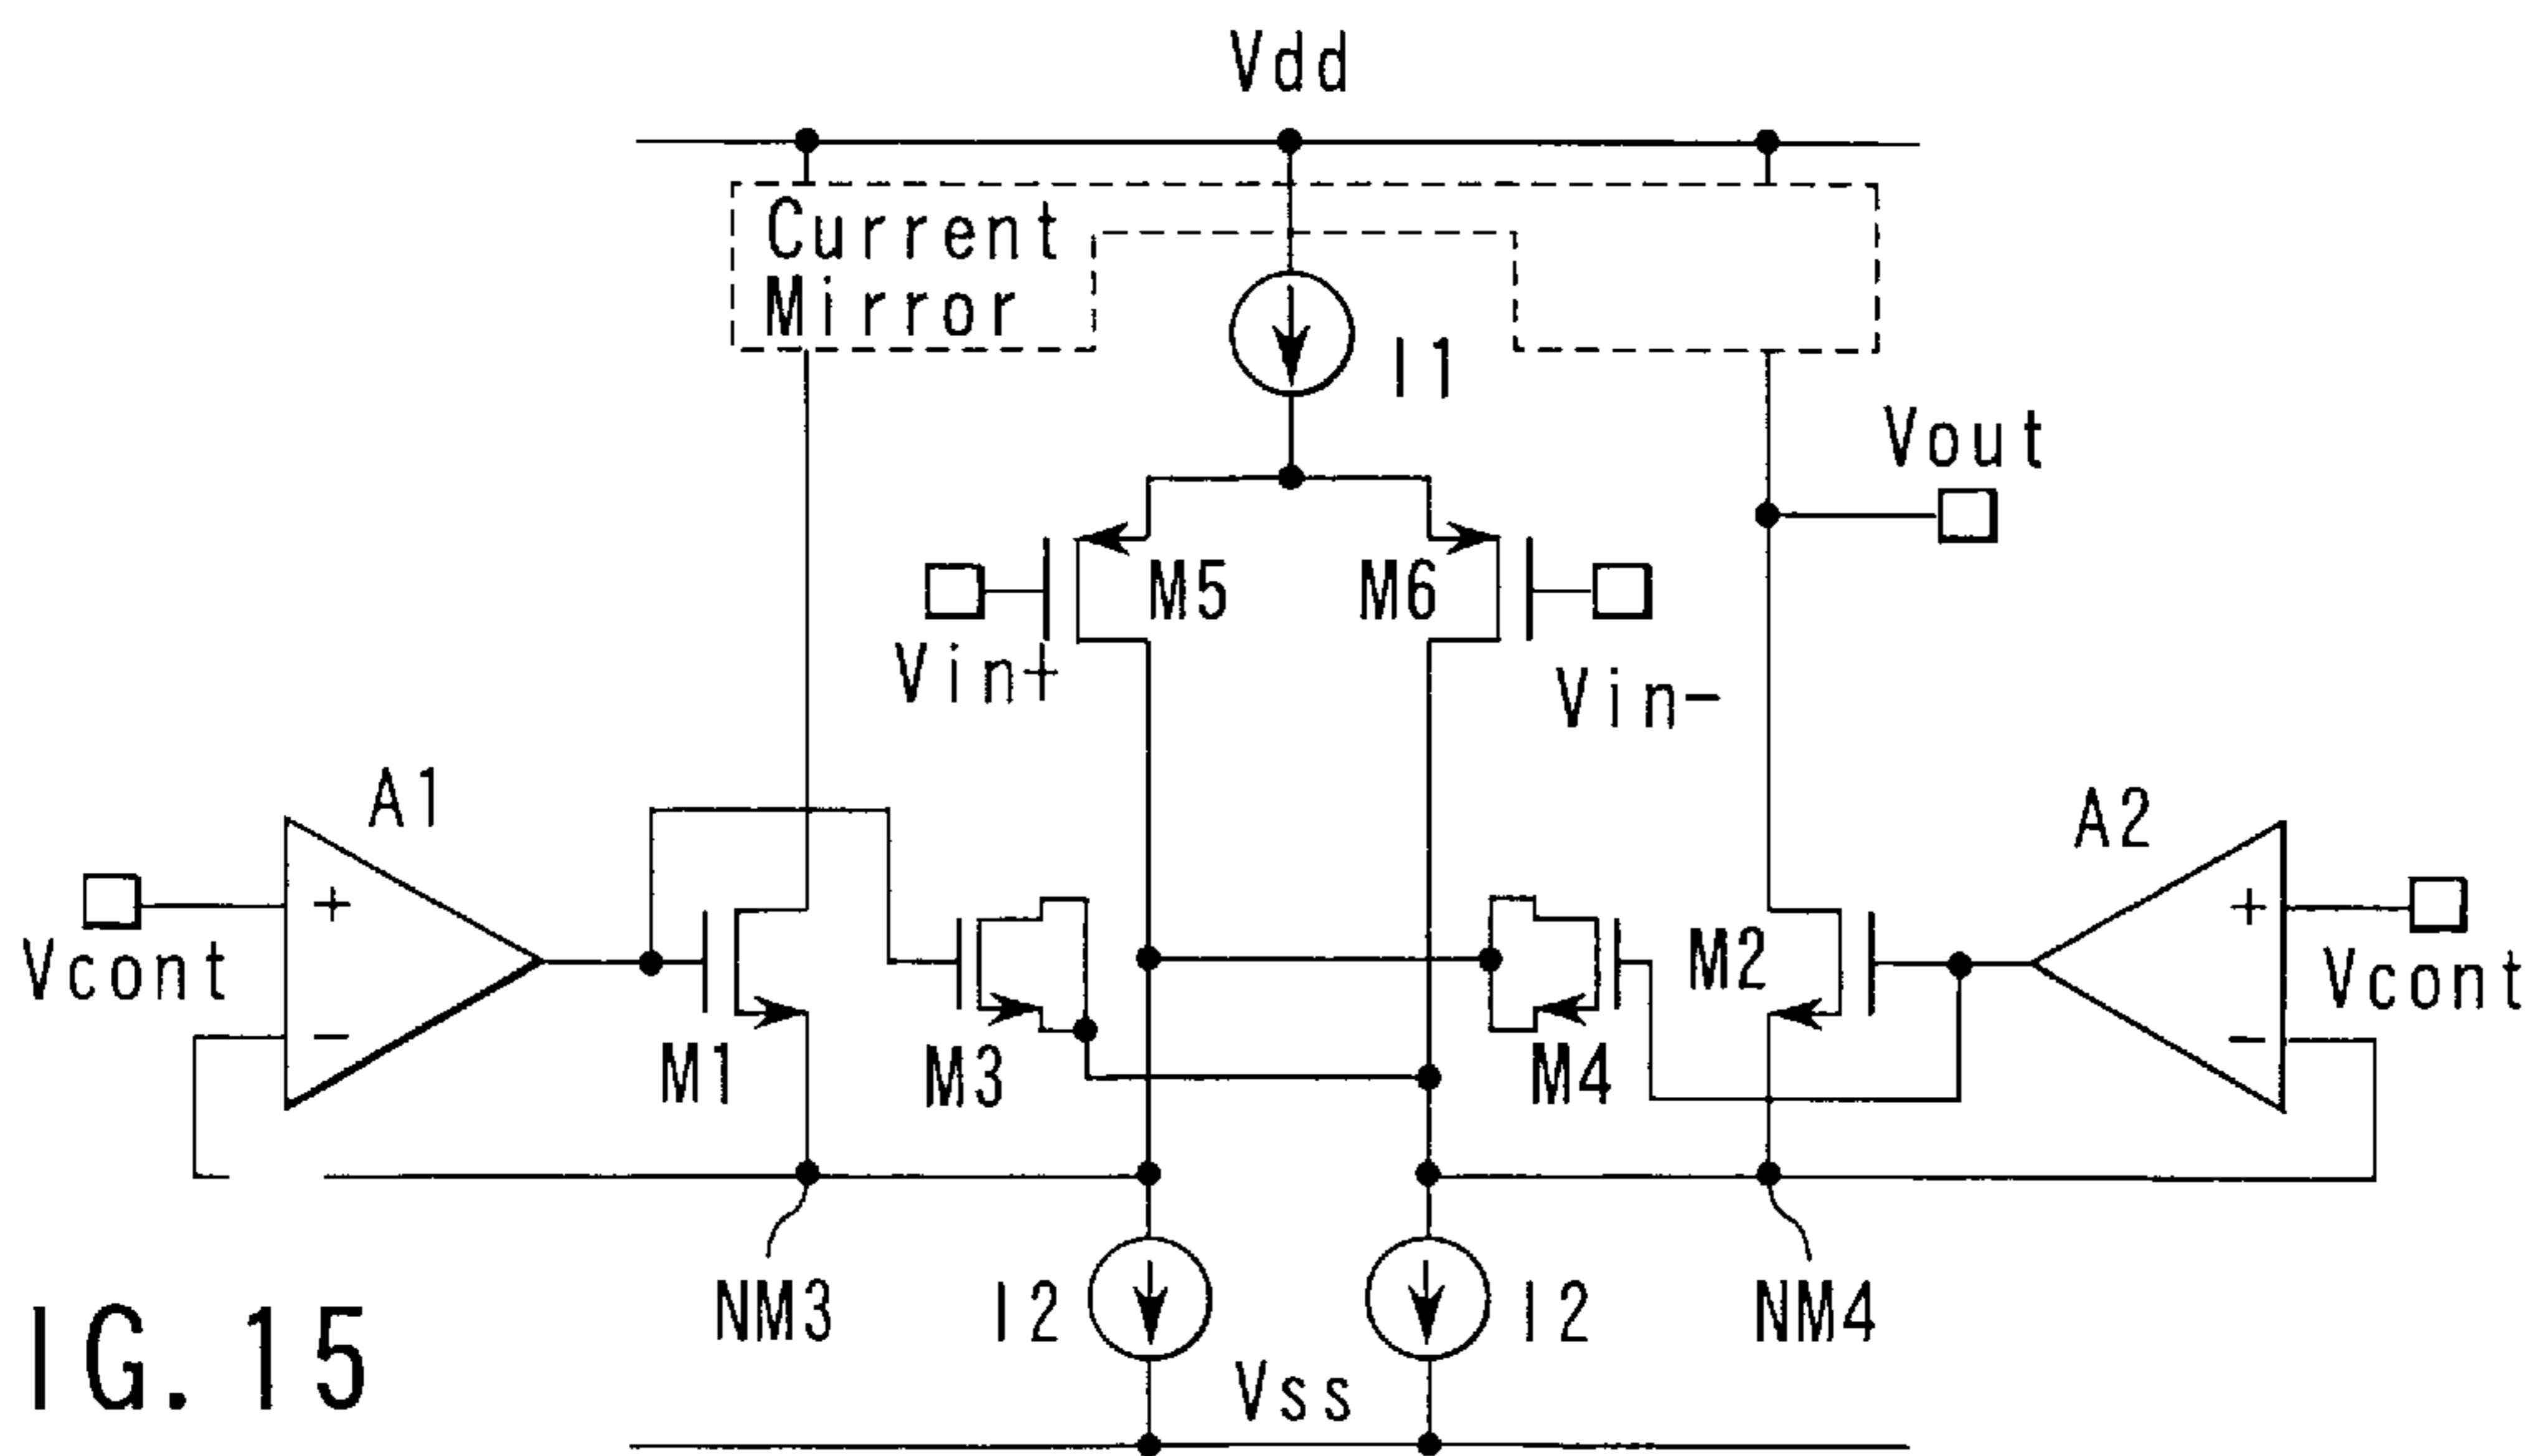 Vdd
Current
Mirror
I1
Vout
M5
M6
Vin+
Vin-
A1
A2
+
+
Vcont
M2
Vcont
-
-
M1
M3
M4
NM3
I2
I2
NM4
Vss
IG.15